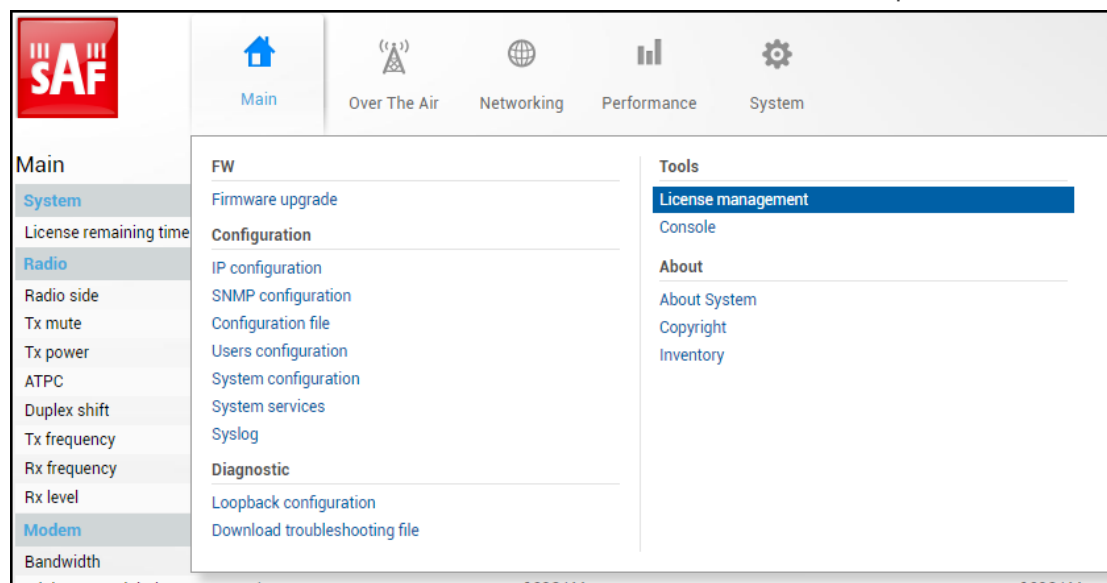 SAF
Main
Over The Air
Networking
Performance
System
Main
System
License remaining time
Radio
Radio side
Tx mute
Tx power
ATPC
Duplex shift
Tx frequency
Rx frequency
Rx level
Modem
Bandwidth
FW
Firmware upgrade
Configuration
IP configuration
SNMP configuration
Configuration file
Users configuration
System configuration
System services
Syslog
Diagnostic
Loopback configuration
Download troubleshooting file
Tools
License management
Console
About
About System
Copyright
Inventory